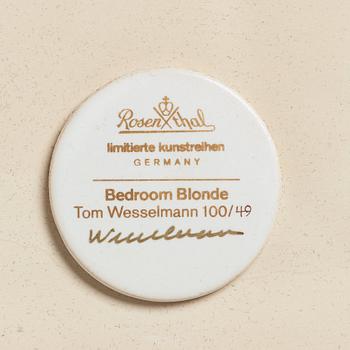 Rosenthal
limitierte kunstreihen
GERMANY
Bedroom Blonde
Tom Wesselmann 100/49
Wesselmann